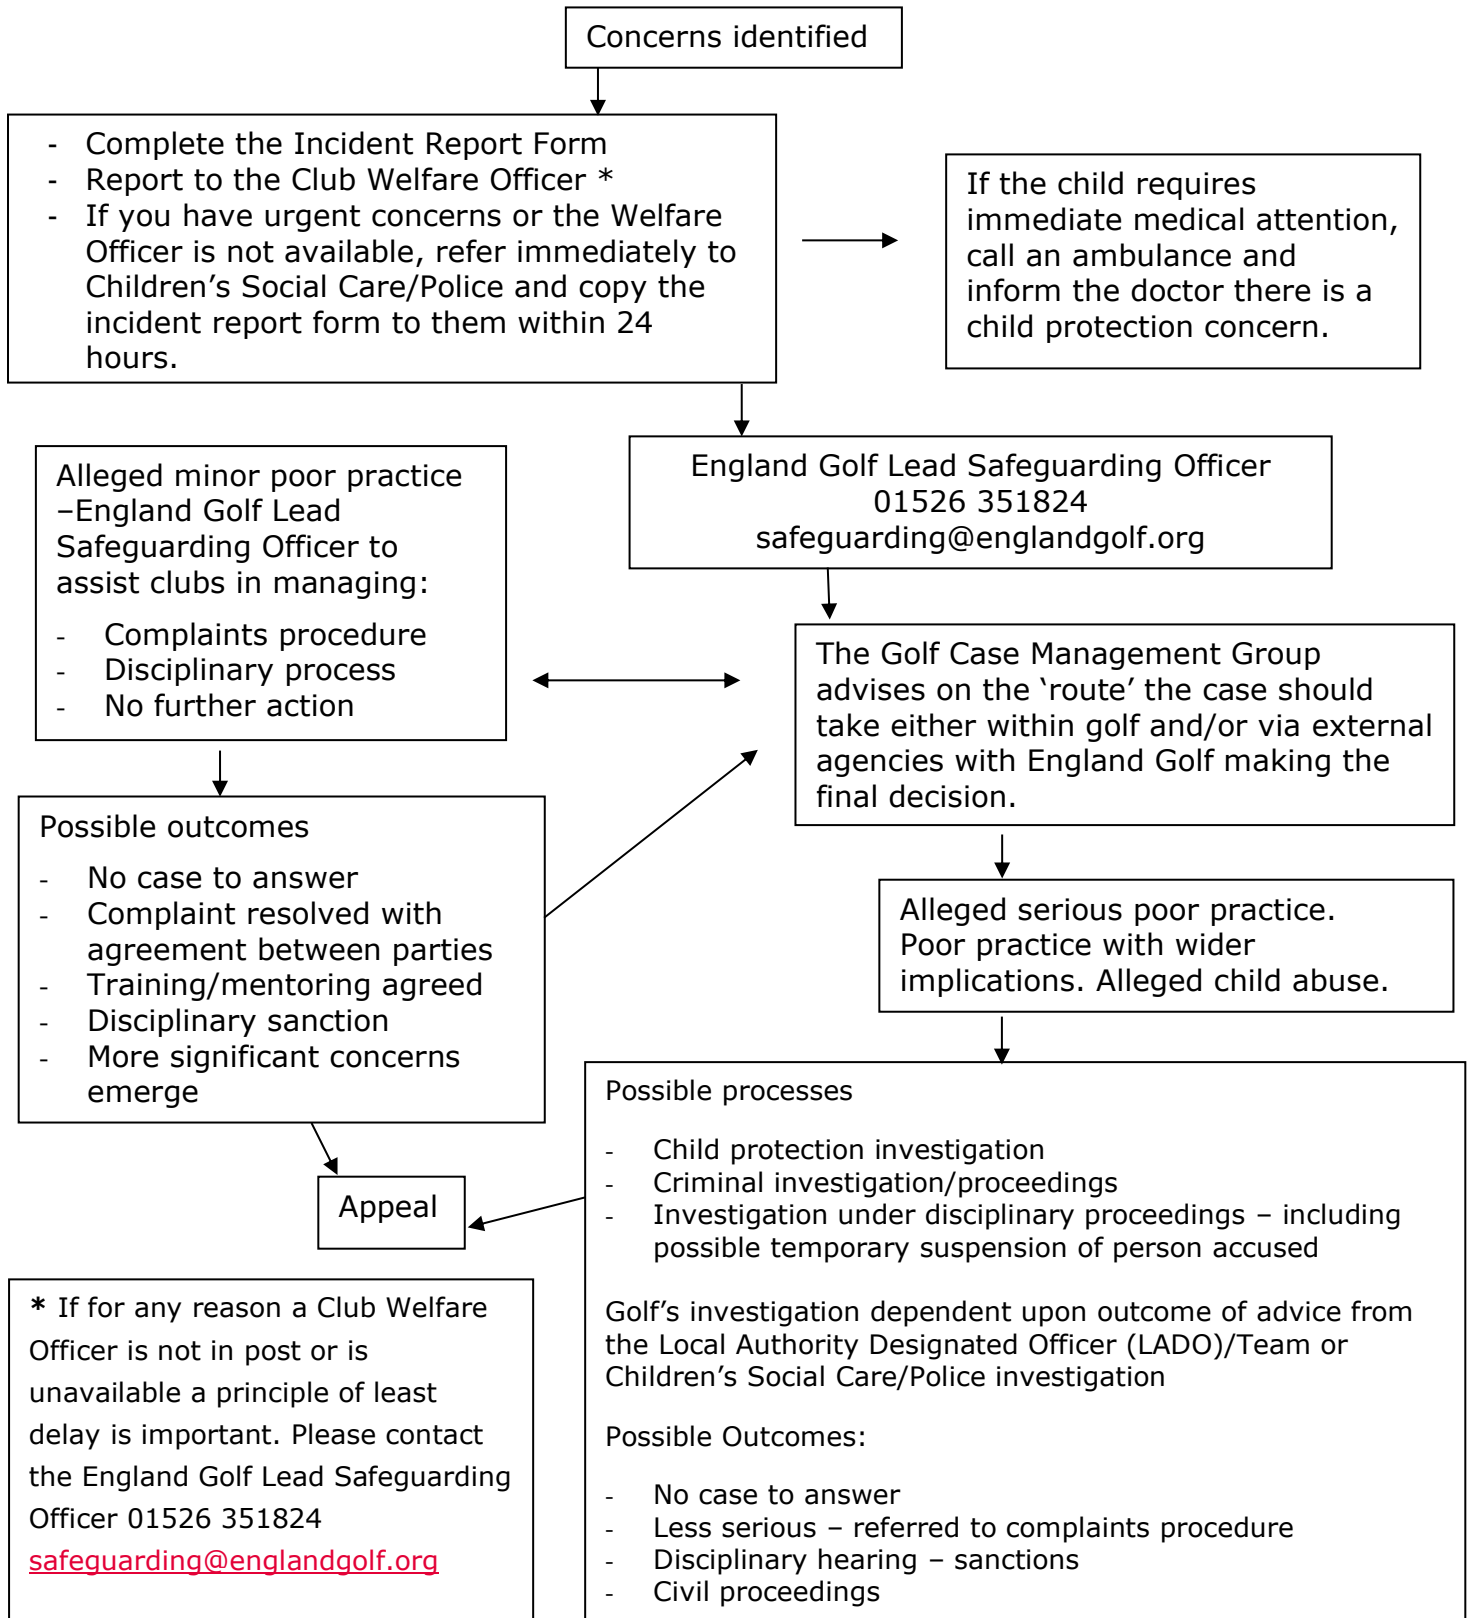 Concerns identified
- Complete the Incident Report Form
- Report to the Club Welfare Officer *
- If you have urgent concerns or the Welfare
Officer is not available, refer immediately to
Children’s Social Care/Police and copy the
incident report form to them within 24
hours.
If the child requires
immediate medical attention,
call an ambulance and
inform the doctor there is a
child protection concern.
England Golf Lead Safeguarding Officer
01526 351824
safeguarding@englandgolf.org
Alleged minor poor practice
–England Golf Lead
Safeguarding Officer to
assist clubs in managing:
- Complaints procedure
- Disciplinary process
- No further action
The Golf Case Management Group
advises on the ‘route’ the case should
take either within golf and/or via external
agencies with England Golf making the
final decision.
Possible outcomes
- No case to answer
- Complaint resolved with
agreement between parties
- Training/mentoring agreed
- Disciplinary sanction
- More significant concerns
emerge
Alleged serious poor practice.
Poor practice with wider
implications. Alleged child abuse.
Possible processes
- Child protection investigation
- Criminal investigation/proceedings
- Investigation under disciplinary proceedings – including
possible temporary suspension of person accused
Golf’s investigation dependent upon outcome of advice from
the Local Authority Designated Officer (LADO)/Team or
Children’s Social Care/Police investigation
Possible Outcomes:
- No case to answer
- Less serious – referred to complaints procedure
- Disciplinary hearing – sanctions
- Civil proceedings
Appeal
* If for any reason a Club Welfare
Officer is not in post or is
unavailable a principle of least
delay is important. Please contact
the England Golf Lead Safeguarding
Officer 01526 351824
safeguarding@englandgolf.org